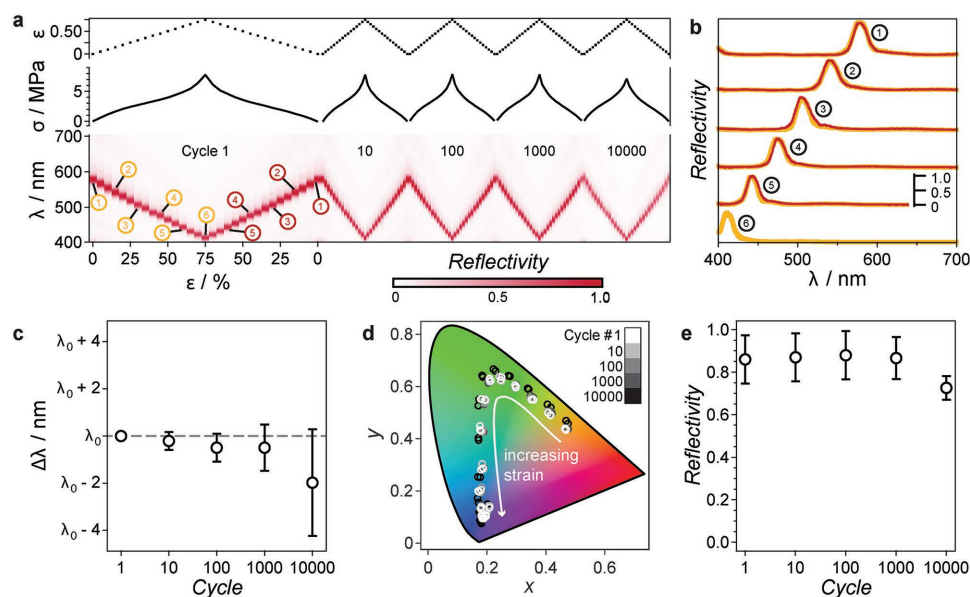 a
ε
0.50
0
σ / MPa
5
0
700
λ / nm
600
500
400
Cycle 1
10
100
1000
10000
1
2
3
4
5
6
5
4
3
2
1
0
25
50
75
50
25
0
ε / %
Reflectivity
0
0.5
1.0
b
Reflectivity
1
2
3
4
5
6
1.0
0.5
0
400
500
600
700
λ / nm
c
Δλ / nm
λ0 + 4
λ0 + 2
λ0
λ0 - 2
λ0 - 4
1
10
100
1000
10000
Cycle
d
y
0.8
0.6
0.4
0.2
0
Cycle #1
10
100
1000
10000
increasing
strain
0
0.2
0.4
0.6
X
e
Reflectivity
1.0
0.8
0.6
0.4
0.2
0.0
1
10
100
1000
10000
Cycle